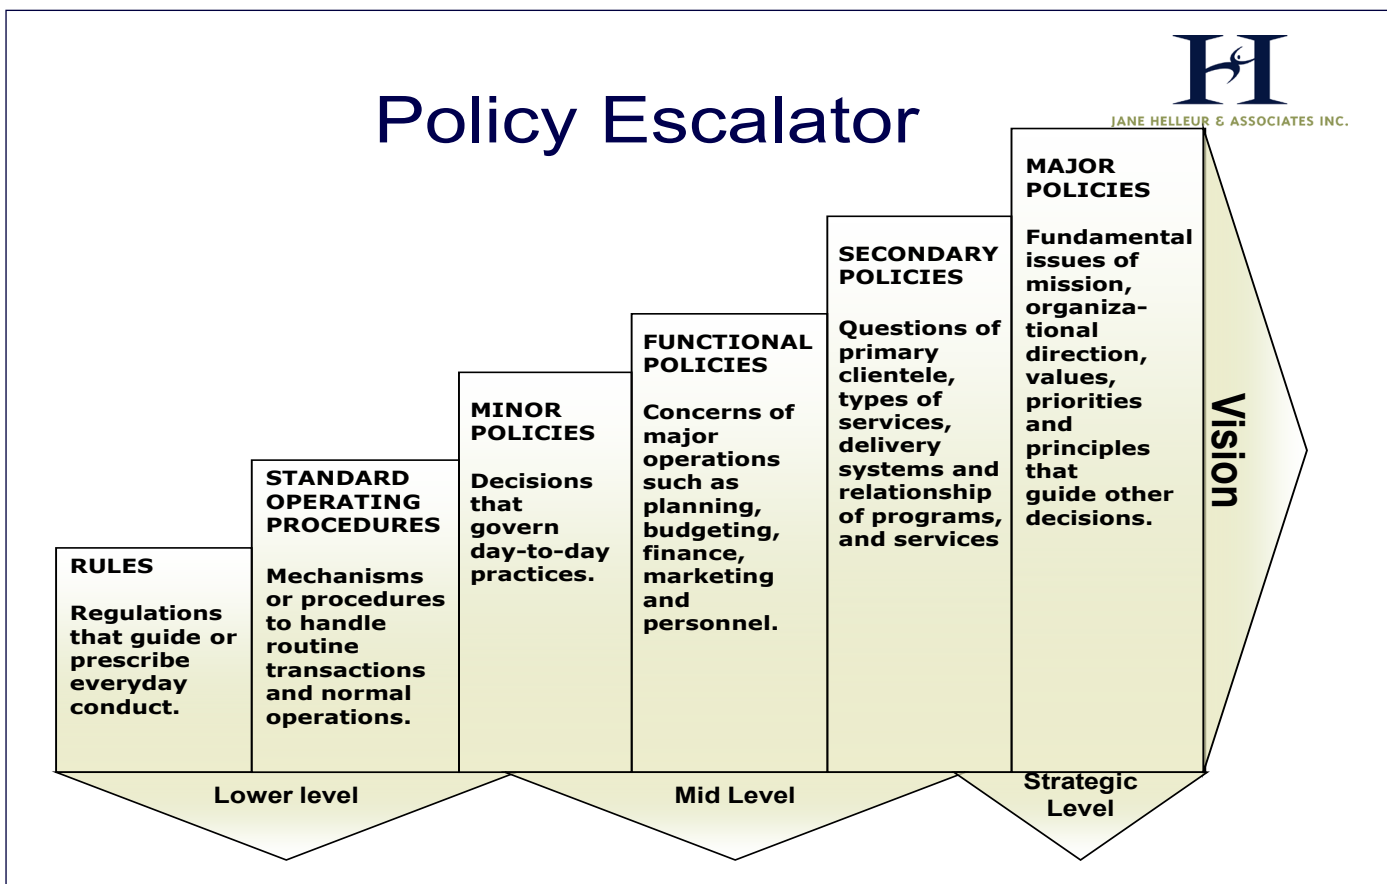 Policy Escalator
H
JANE HELLEUR & ASSOCIATES INC.
RULES
Regulations
that guide or
prescribe
everyday
conduct.
STANDARD
OPERATING
PROCEDURES
Mechanisms
or procedures
to handle
routine
transactions
and normal
operations.
MINOR
POLICIES
Decisions
that
govern
day-to-day
practices.
FUNCTIONAL
POLICIES
Concerns of
major
operations
such as
planning,
budgeting,
finance,
marketing
and
personnel.
SECONDARY
POLICIES
Questions of
primary
clientele,
types of
services,
delivery
systems and
relationship
of programs,
and services
MAJOR
POLICIES
Fundamental
issues of
mission,
organiza-
tional
direction,
values,
priorities
and
principles
that
guide other
decisions.
Vision
Lower level
Mid Level
Strategic
Level